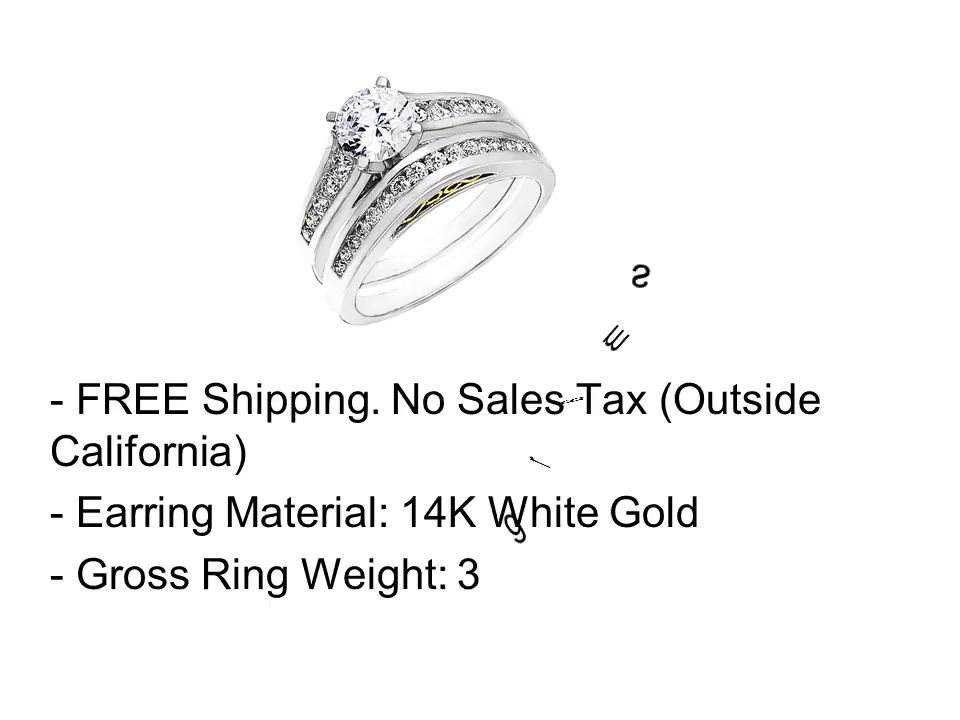 - FREE Shipping. No Sales Tax (Outside
California)
- Earring Material: 14K White Gold
- Gross Ring Weight: 3